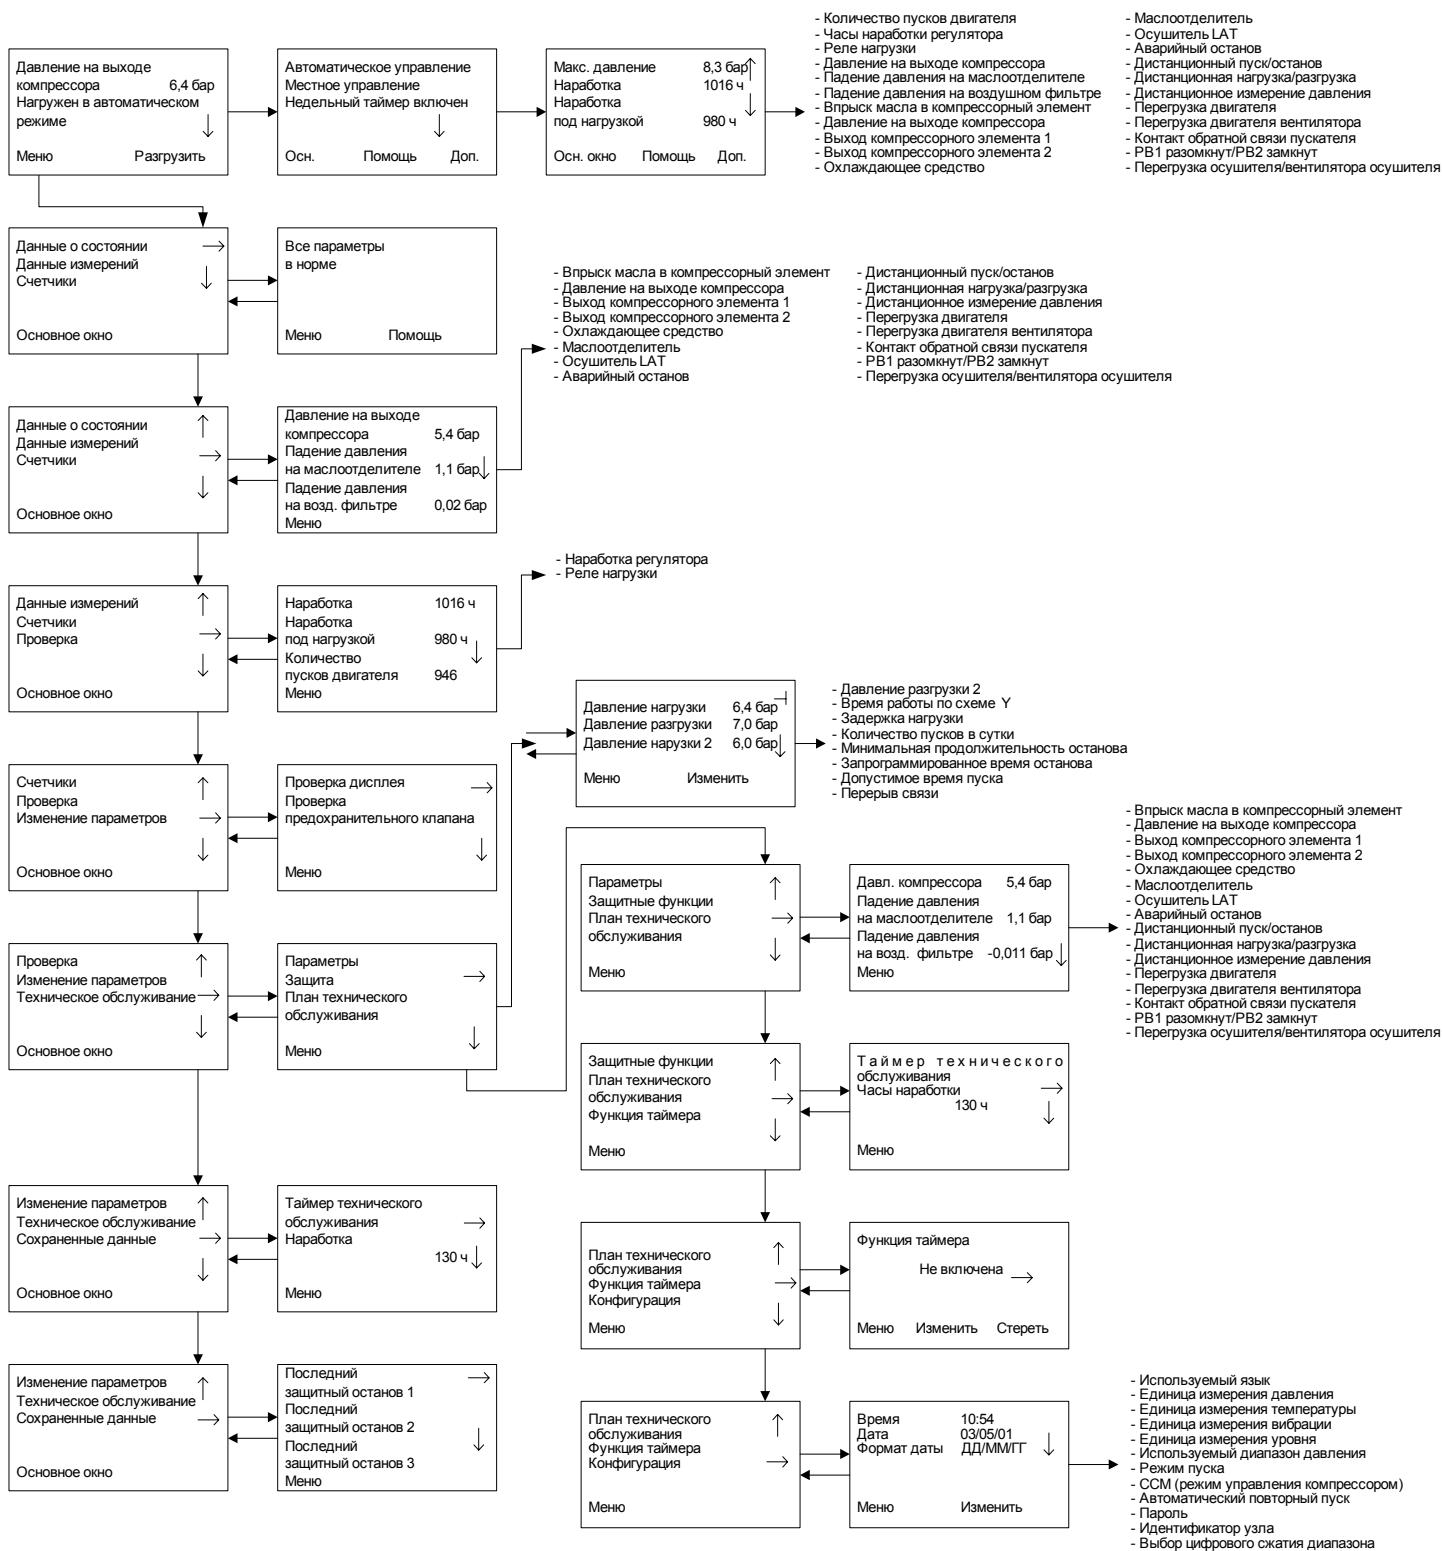 Давление на выходе
компрессора 6,4 бар
Нагружен в автоматическом
режиме
Меню Разгрузить
Автоматическое управление
Местное управление
Недельный таймер включен
Осн. Помощь Доп.
Макс. давление 8,3 бар
Наработка 1016 ч
Наработка
под нагрузкой 980 ч
Осн. окно Помощь Доп.
- Количество пусков двигателя
- Часы наработки регулятора
- Реле нагрузки
- Давление на выходе компрессора
- Падение давления на маслоотделителе
- Падение давления на воздушном фильтре
- Впрыск масла в компрессорный элемент
- Давление на выходе компрессора
- Выход компрессорного элемента 1
- Выход компрессорного элемента 2
- Охлаждающее средство
- Маслоотделитель
- Осушитель LAT
- Аварийный останов
- Дистанционный пуск/останов
- Дистанционная нагрузка/разгрузка
- Дистанционное измерение давления
- Перегрузка двигателя
- Перегрузка двигателя вентилятора
- Контакт обратной связи пускателя
- PB1 разомкнут/PB2 замкнут
- Перегрузка осушителя/вентилятора осушителя
Данные о состоянии
Данные измерений
Счетчики
Основное окно
Все параметры
в норме
Меню Помощь
- Впрыск масла в компрессорный элемент
- Давление на выходе компрессора
- Выход компрессорного элемента 1
- Выход компрессорного элемента 2
- Охлаждающее средство
- Маслоотделитель
- Осушитель LAT
- Аварийный останов
- Дистанционный пуск/останов
- Дистанционная нагрузка/разгрузка
- Дистанционное измерение давления
- Перегрузка двигателя
- Перегрузка двигателя вентилятора
- Контакт обратной связи пускателя
- PB1 разомкнут/PB2 замкнут
- Перегрузка осушителя/вентилятора осушителя
Данные о состоянии
Данные измерений
Счетчики
Основное окно
Давление на выходе
компрессора 5,4 бар
Падение давления
на маслоотделителе 1,1 бар
Падение давления
на возд. фильтре 0,02 бар
Меню
Данные измерений
Счетчики
Проверка
Основное окно
Наработка 1016 ч
Наработка
под нагрузкой 980 ч
Количество
пусков двигателя 946
Меню
- Наработка регулятора
- Реле нагрузки
Счетчики
Проверка
Изменение параметров
Основное окно
Проверка дисплея
Проверка
предохранительного клапана
Меню
Давление нагрузки 6,4 бар
Давление разгрузки 7,0 бар
Давление нарузки 2 6,0 бар
Меню Изменить
- Давление разгрузки 2
- Время работы по схеме Y
- Задержка нагрузки
- Количество пусков в сутки
- Минимальная продолжительность останова
- Запрограммированное время останова
- Допустимое время пуска
- Перерыв связи
Проверка
Изменение параметров
Техническое обслуживание
Основное окно
Параметры
Защита
План технического
обслуживания
Меню
Параметры
Защитные функции
План технического
обслуживания
Меню
Давл. компрессора 5,4 бар
Падение давления
на маслоотделителе 1,1 бар
Падение давления
на возд. фильтре -0,011 бар
Меню
- Впрыск масла в компрессорный элемент
- Давление на выходе компрессора
- Выход компрессорного элемента 1
- Выход компрессорного элемента 2
- Охлаждающее средство
- Маслоотделитель
- Осушитель LAT
- Аварийный останов
- Дистанционный пуск/останов
- Дистанционная нагрузка/разгрузка
- Дистанционное измерение давления
- Перегрузка двигателя
- Перегрузка двигателя вентилятора
- Контакт обратной связи пускателя
- PB1 разомкнут/PB2 замкнут
- Перегрузка осушителя/вентилятора осушителя
Защитные функции
План технического
обслуживания
Функция таймера
Меню
Таймер технического
обслуживания
Часы наработки
130 ч
Меню
Изменение параметров
Техническое обслуживание
Сохраненные данные
Основное окно
Таймер технического
обслуживания
Наработка
130 ч
Меню
План технического
обслуживания
Функция таймера
Конфигурация
Меню
Функция таймера
Не включена
Меню Изменить Стереть
Изменение параметров
Техническое обслуживание
Сохраненные данные
Основное окно
Последний
защитный останов 1
Последний
защитный останов 2
Последний
защитный останов 3
Меню
План технического
обслуживания
Функция таймера
Конфигурация
Меню
Время 10:54
Дата 03/05/01
Формат даты ДД/ММ/ГГ
Меню Изменить
- Используемый язык
- Единица измерения давления
- Единица измерения температуры
- Единица измерения вибрации
- Единица измерения уровня
- Используемый диапазон давления
- Режим пуска
- ССМ (режим управления компрессором)
- Автоматический повторный пуск
- Пароль
- Идентификатор узла
- Выбор цифрового сжатия диапазона